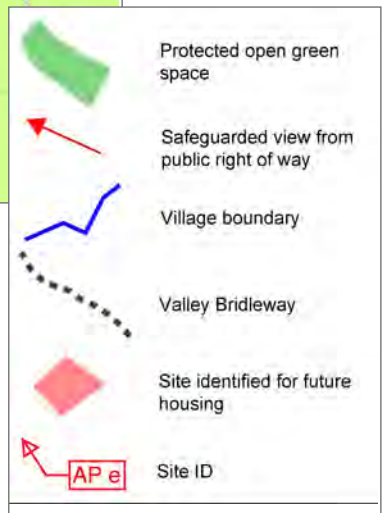 Protected open green
space
Safeguarded view from
public right of way
Village boundary
Valley Bridleway
Site identified for future
housing
AP e Site ID